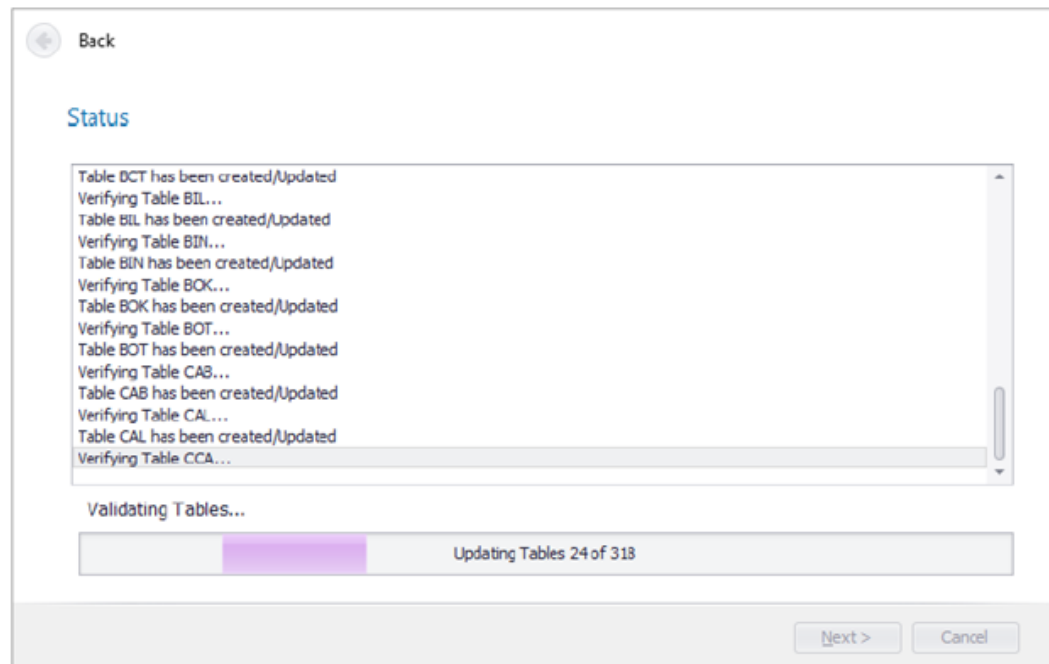 Back
Status
Table BCT has been created/Updated
Verifying Table BIL...
Table BIL has been created/Updated
Verifying Table BIN...
Table BIN has been created/Updated
Verifying Table BOK...
Table BOK has been created/Updated
Verifying Table BOT...
Table BOT has been created/Updated
Verifying Table CAB...
Table CAB has been created/Updated
Verifying Table CAL...
Table CAL has been created/Updated
Verifying Table CCA...
Validating Tables...
Updating Tables 24 of 318
Next >
Cancel